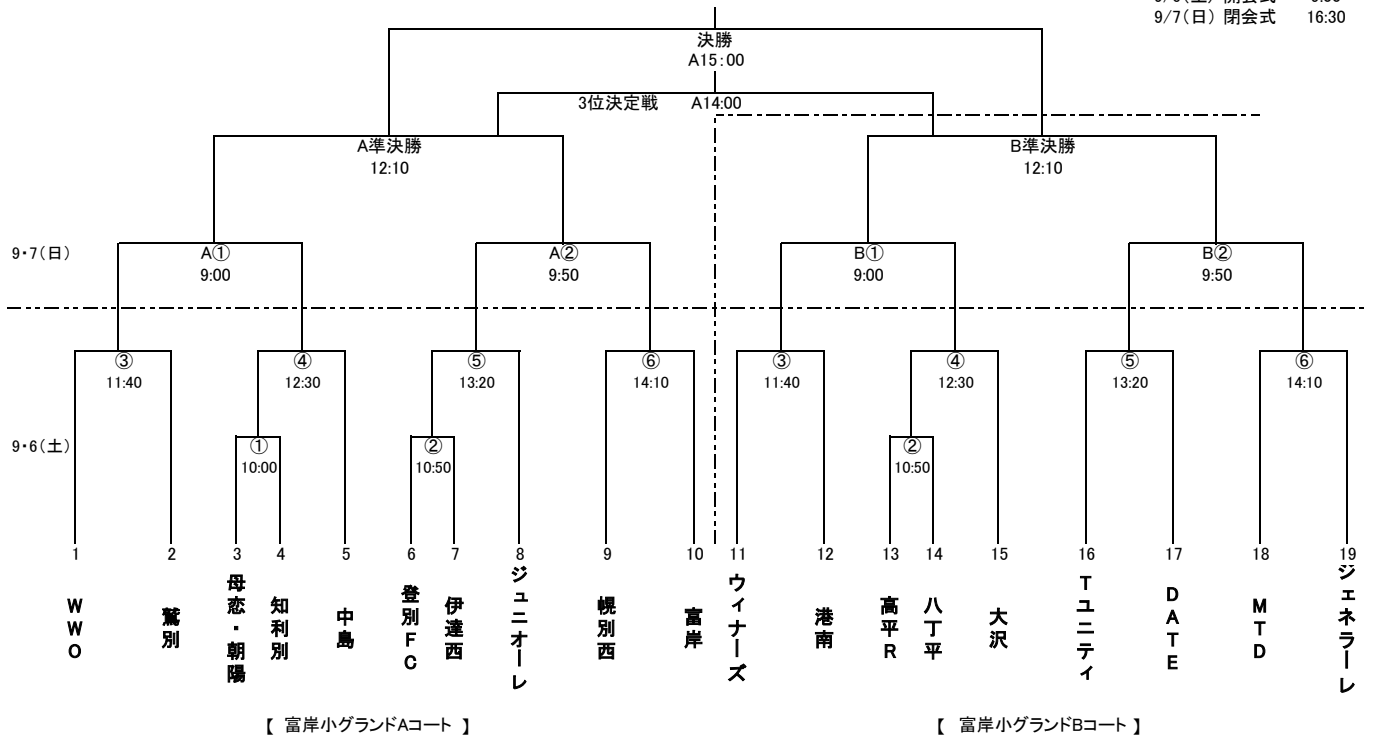 9/7(日) 閉会式 16:30
決勝
A15:00
3位決定戦 A14:00
A準決勝 B準決勝
12:10 12:10
9・7(日) A① A② B① B②
9:00 9:50 9:00 9:50
③ ④ ⑤ ⑥ ③ ④ ⑤ ⑥
11:40 12:30 13:20 14:10 11:40 12:30 13:20 14:10
9・6(土) ① ② ②
10:00 10:50 10:50
1 2 3 4 5 6 7 8 9 10 11 12 13 14 15 16 17 18 19
WWO
鷲別
母恋・朝陽
知利別
中島
登別FC
伊達西
ジュニオーレ
幌別西
富岸
ウィナーズ
港南
高平R
八丁平
大沢
Tユニティ
DATE
MTD
ジェネラーレ
【 富岸小グランドAコート 】 【 富岸小グランドBコート 】